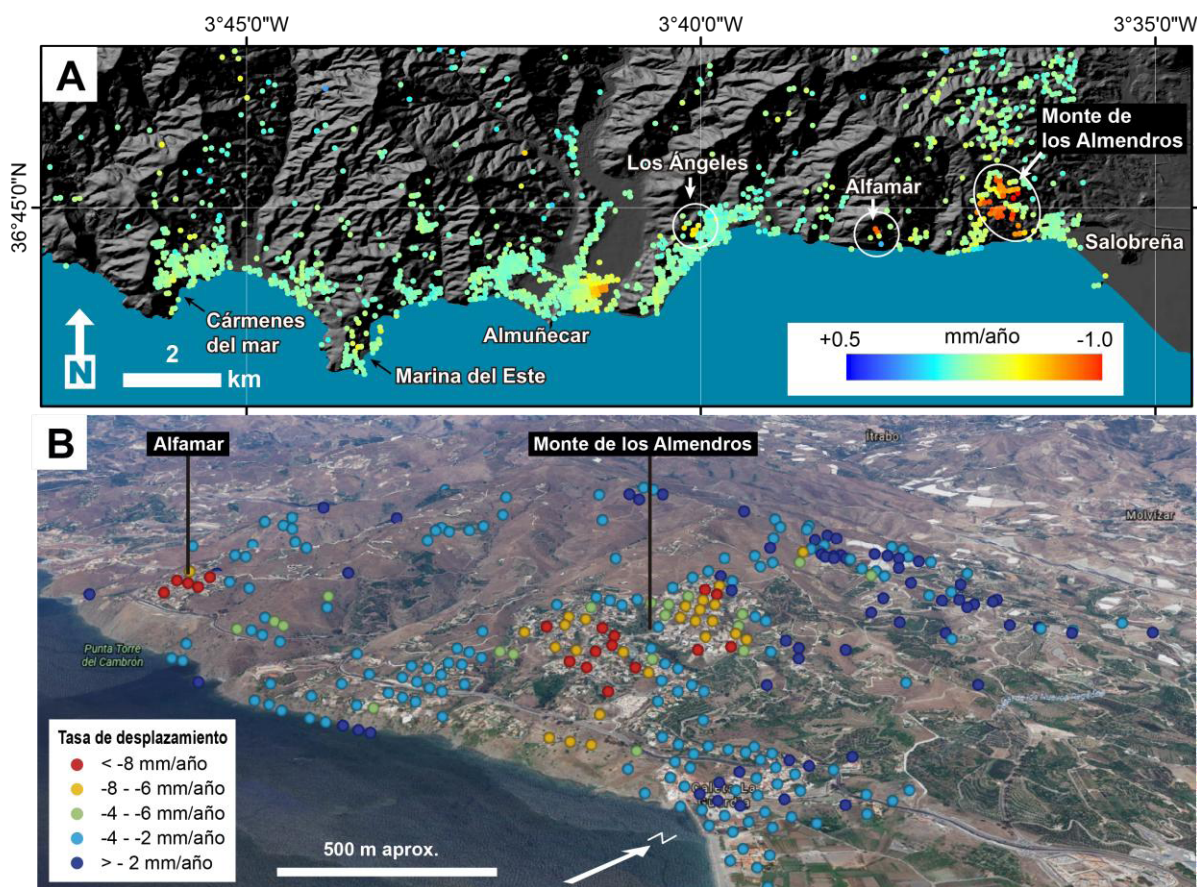 3°45'0"W
3°40'0"W
3°35'0"W
A
Monte de
los Almendros
Los Ángeles
Alfamar
36°45'0"N
Salobreña
Cármenes
del mar
Almuñecar
Marina del Este
N
2
km
+0.5
mm/año
-1.0
B
Alfamar
Monte de los Almendros
Itrabo
Molvízar
Punta Torre
del Cambrón
Tasa de desplazamiento
< -8 mm/año
-8 - -6 mm/año
-4 - -6 mm/año
-4 - -2 mm/año
> - 2 mm/año
500 m aprox.
N